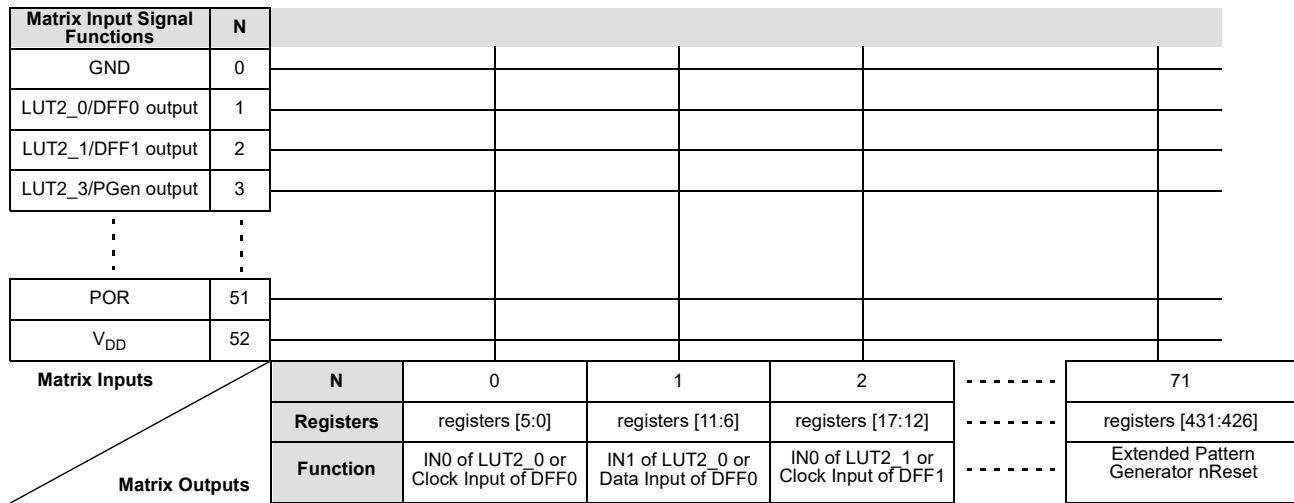 Matrix Input Signal
Functions
N
GND
0
LUT2_0/DFF0 output
1
LUT2_1/DFF1 output
2
LUT2_3/PGen output
3
POR
51
VDD
52
Matrix Inputs
Matrix Outputs
N
0
1
2
71
Registers
registers [5:0]
registers [11:6]
registers [17:12]
registers [431:426]
Function
IN0 of LUT2_0 or
Clock Input of DFF0
IN1 of LUT2_0 or
Data Input of DFF0
IN0 of LUT2_1 or
Clock Input of DFF1
Extended Pattern
Generator nReset